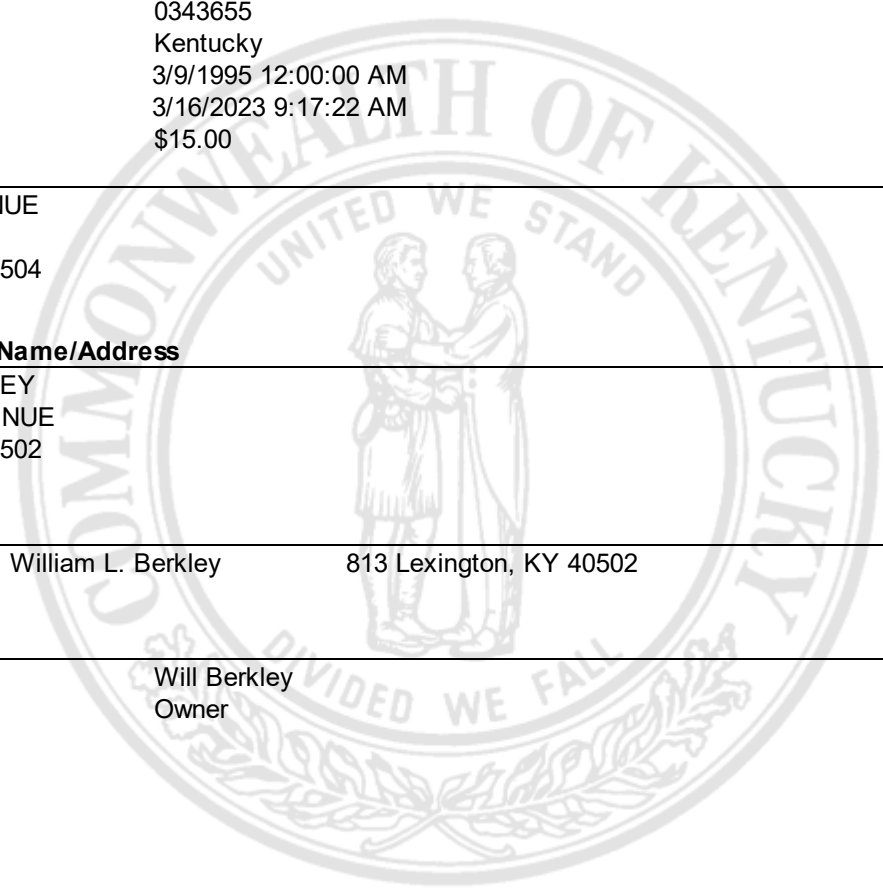 0343655
Kentucky
3/9/1995 12:00:00 AM
3/16/2023 9:17:22 AM
$15.00
NUE
504
Name/Address
EY
NUE
502
William L. Berkley 813 Lexington, KY 40502
Will Berkley
Owner
COMMONWEALTH OF KENTUCKY
UNITED WE STAND
DIVIDED WE FALL